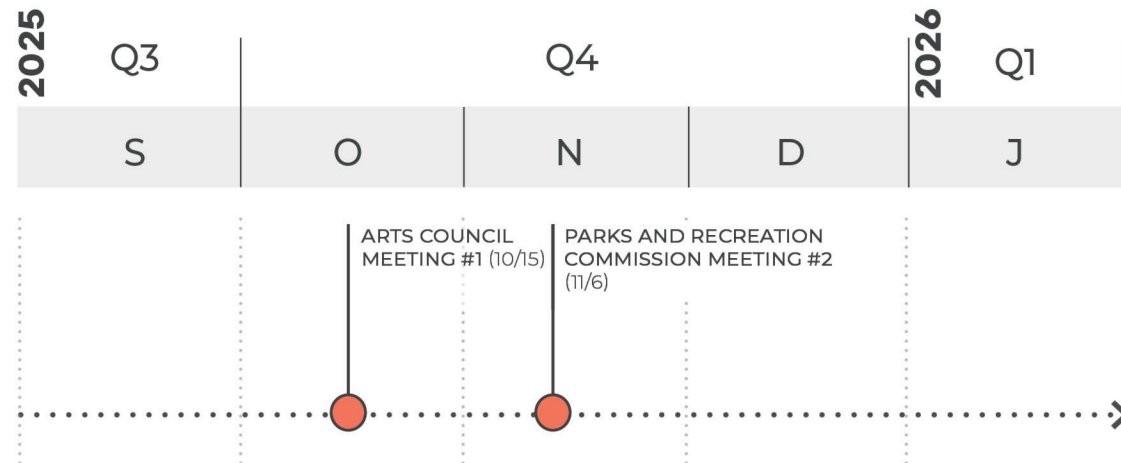 2025
Q3
Q4
2026
Q1
S
O
N
D
J
ARTS COUNCIL
MEETING #1 (10/15)
PARKS AND RECREATION
COMMISSION MEETING #2
(11/6)